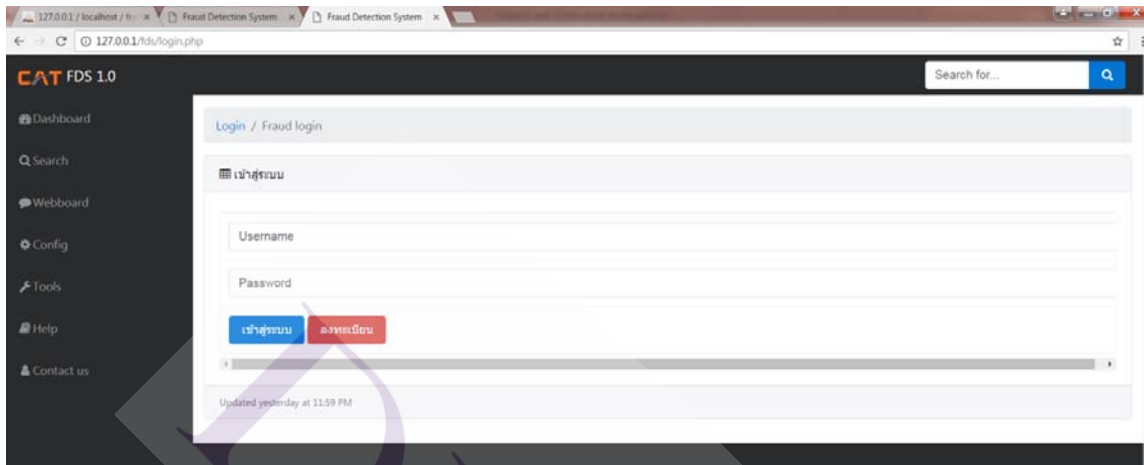 127.0.0.1 / localhost / fr
Fraud Detection System
Fraud Detection System
127.0.0.1/fds/login.php
CAT FDS 1.0
Search for...
Dashboard
Login / Fraud login
Search
เข้าสู่ระบบ
Webboard
Username
Config
Password
Tools
เข้าสู่ระบบ ลงทะเบียน
Help
Contact us
Updated yesterday at 11:59 PM